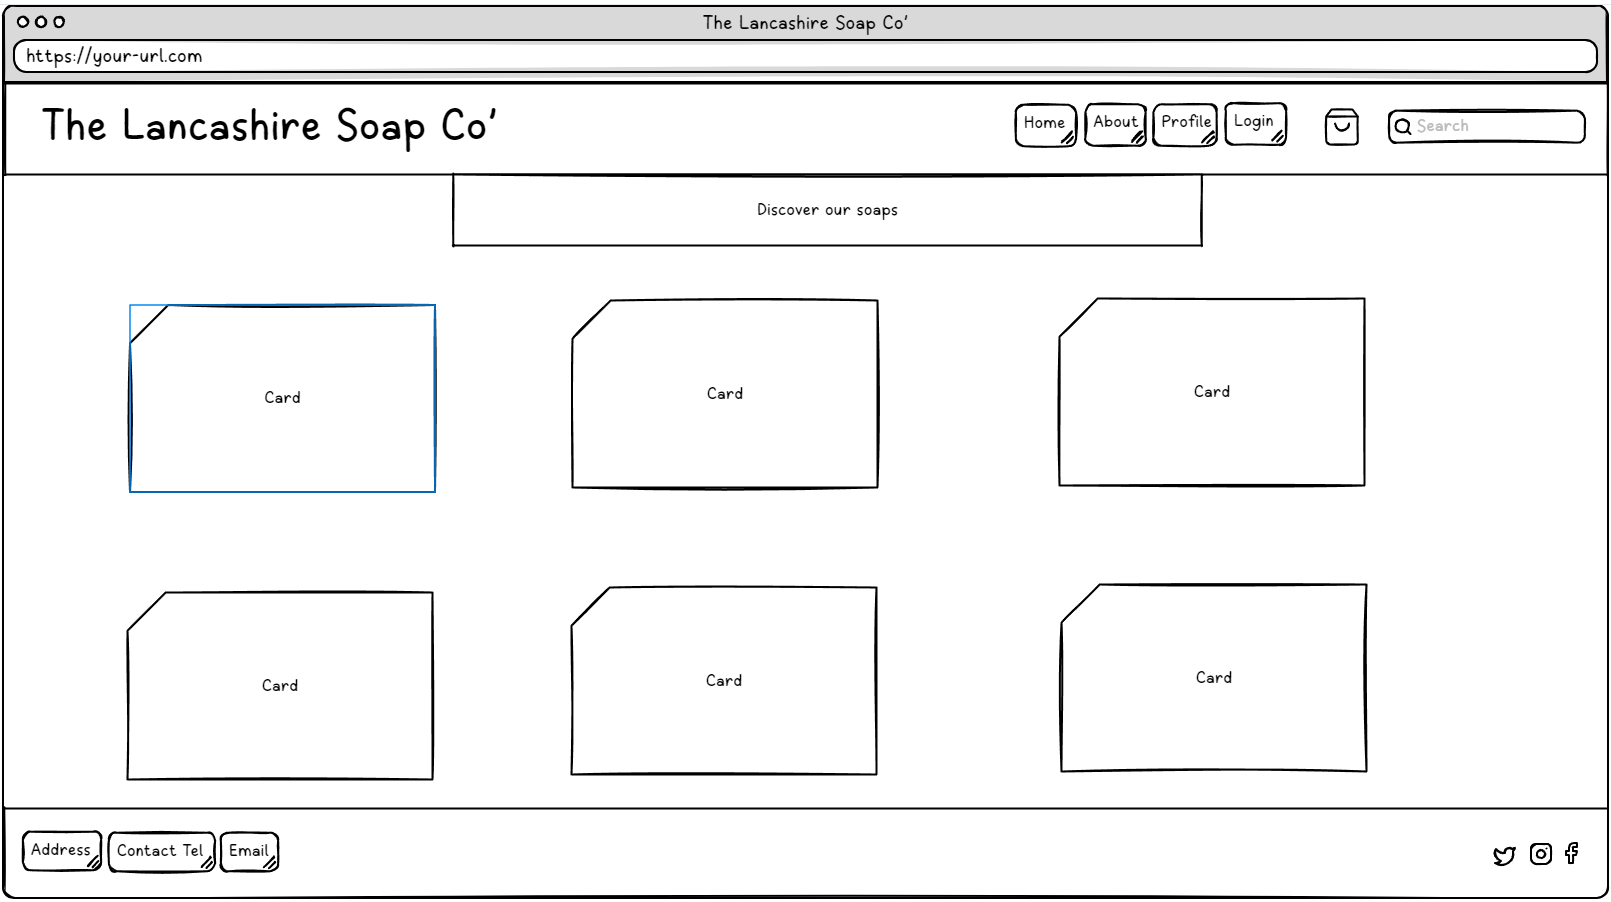 The Lancashire Soap Co'
https://your-url.com
The Lancashire Soap Co'
Home About Profile Login Search
Discover our soaps
Card Card Card
Card Card Card
Address Contact Tel Email